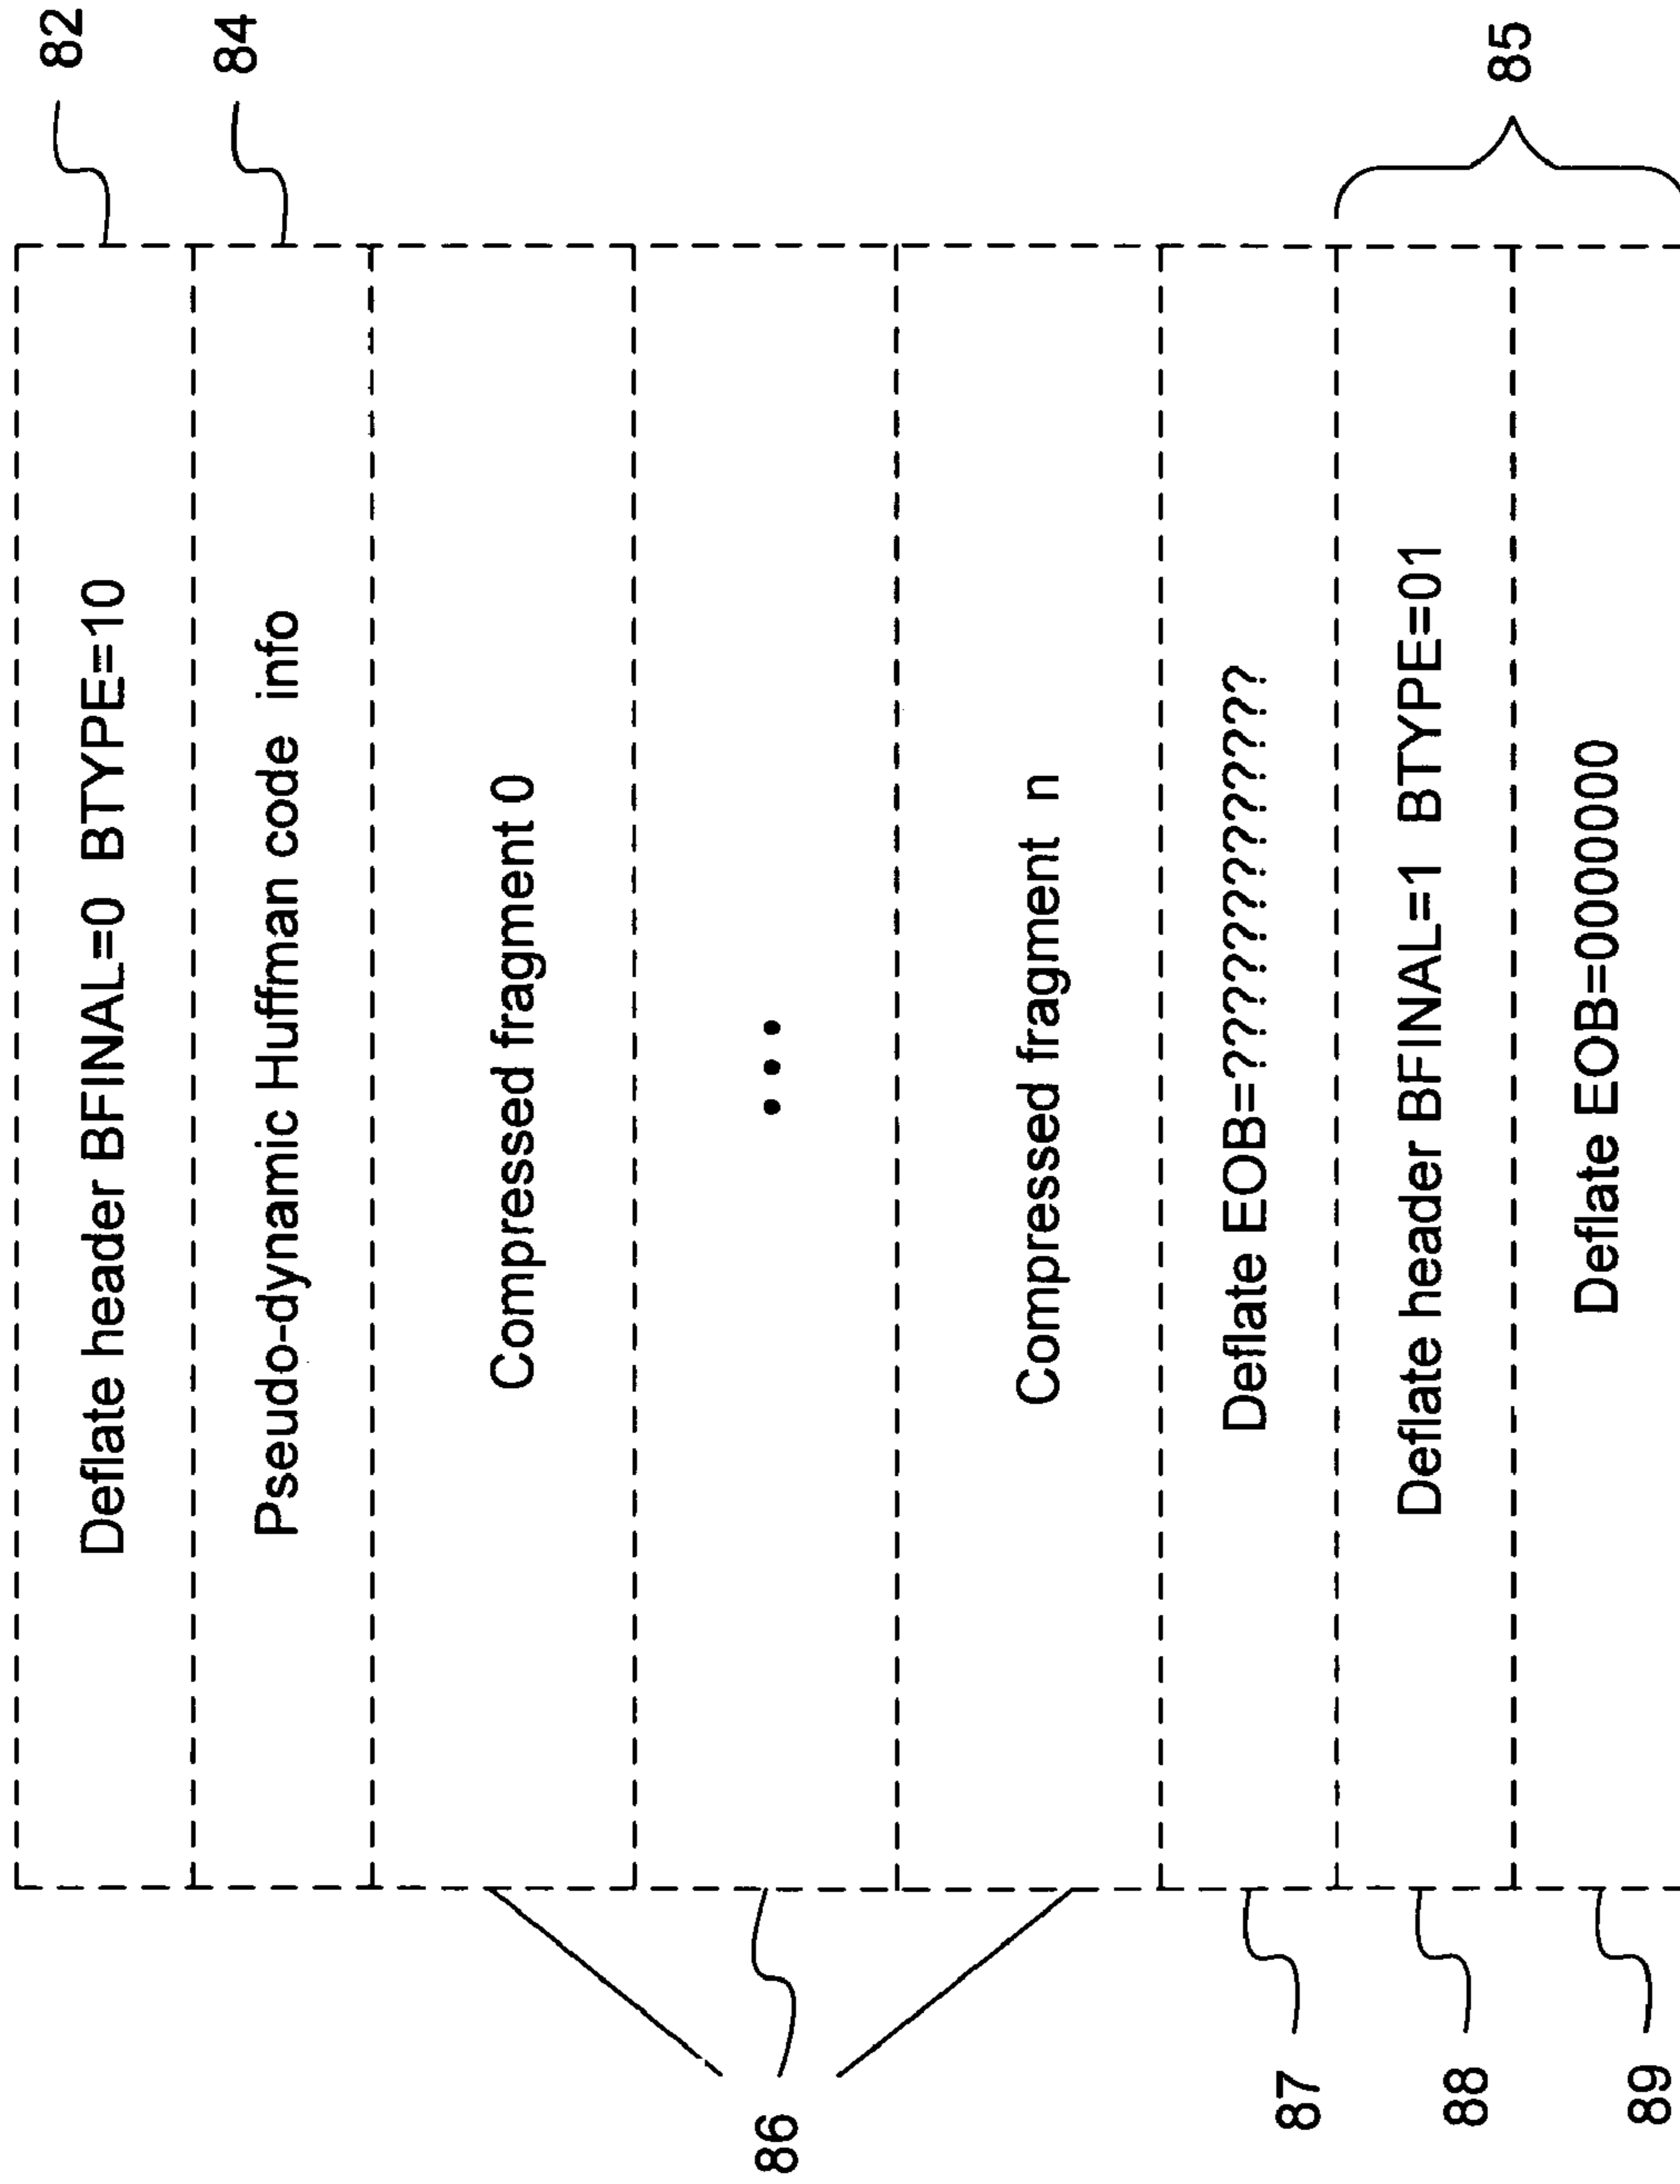 82
Deflate header BFINAL=0 BTYPE=10
84
Pseudo-dynamic Huffman code info
Compressed fragment 0
86
...
Compressed fragment n
87
Deflate EOB=???????????????
88
Deflate header BFINAL=1 BTYPE=01
85
89
Deflate EOB=0000000